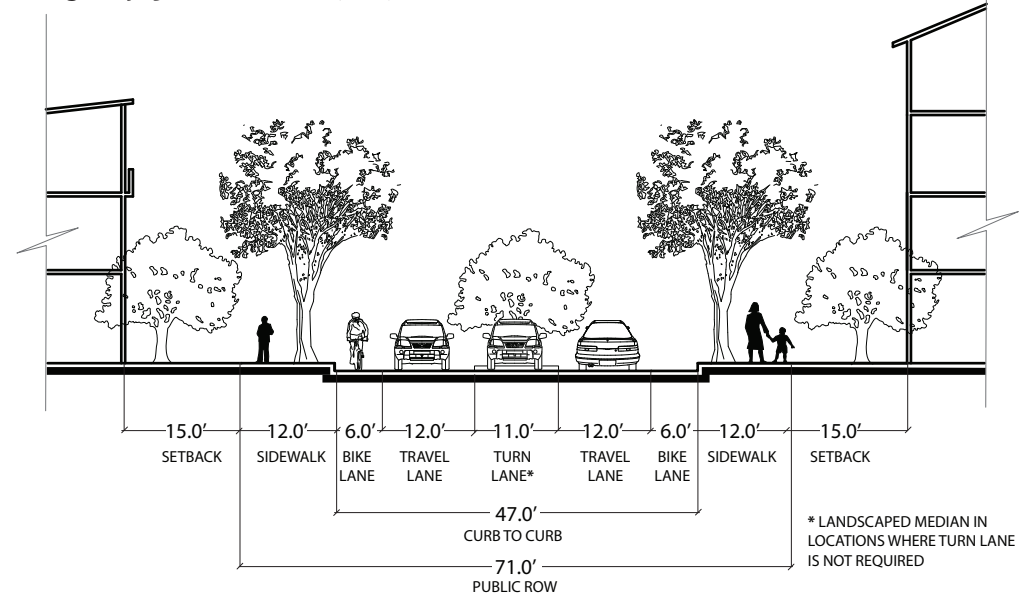 15.0' 12.0' 6.0' 12.0' 11.0' 12.0' 6.0' 12.0' 15.0'
SETBACK SIDEWALK BIKE TRAVEL TURN TRAVEL BIKE SIDEWALK SETBACK
LANE LANE LANE* LANE LANE
47.0'
CURB TO CURB
71.0'
PUBLIC ROW
* LANDSCAPED MEDIAN IN
LOCATIONS WHERE TURN LANE
IS NOT REQUIRED